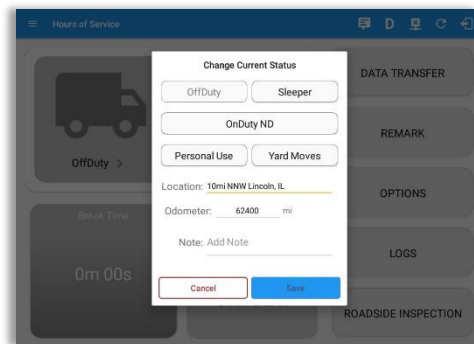 Hours of Service
D
Change Current Status
OffDuty Sleeper
OnDuty ND
Personal Use Yard Moves
Location: 10mi NNW Lincoln, IL
Odometer: 62400 mi
Note: Add Note
Cancel Save
OffDuty >
Break Time
0m 00s
DATA TRANSFER
REMARK
OPTIONS
LOGS
ROADSIDE INSPECTION